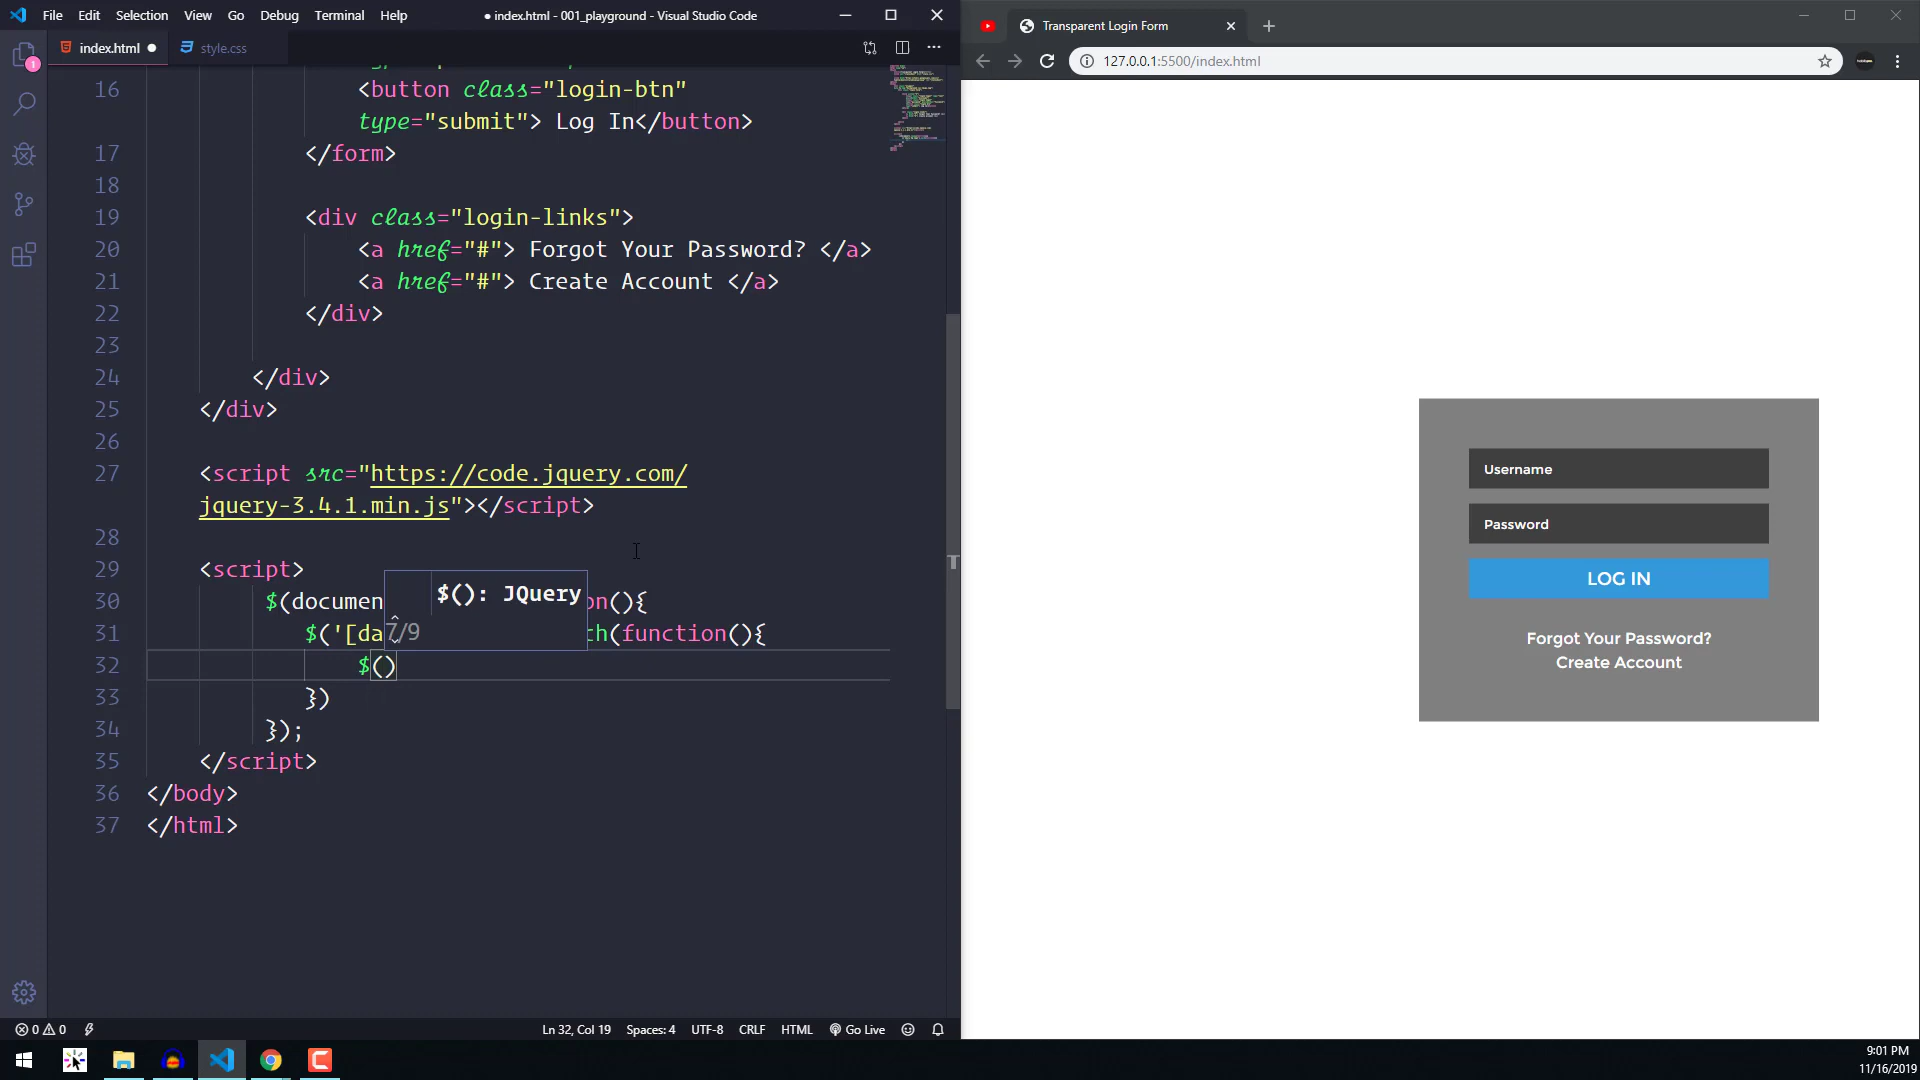 File Edit Selection View Go Debug Terminal Help
● index.html - 001_playground - Visual Studio Code
index.html ●
style.css
1
16 <button class="login-btn"
type="submit"> Log In</button>
17 </form>
18
19 <div class="login-links">
20 <a href="#"> Forgot Your Password? </a>
21 <a href="#"> Create Account </a>
22 </div>
23
24 </div>
25 </div>
26
27 <script src="https://code.jquery.com/
jquery-3.4.1.min.js"></script>
28
29 <script>
30 $(documen on(){
$(): JQuery
7/9
31 $('[da ch(function(){
32 $()
33 })
34 });
35 </script>
36 </body>
37 </html>
0 0
Ln 32, Col 19 Spaces: 4 UTF-8 CRLF HTML Go Live
Transparent Login Form
127.0.0.1:5500/index.html
Username
Password
LOG IN
Forgot Your Password?
Create Account
9:01 PM
11/16/2019